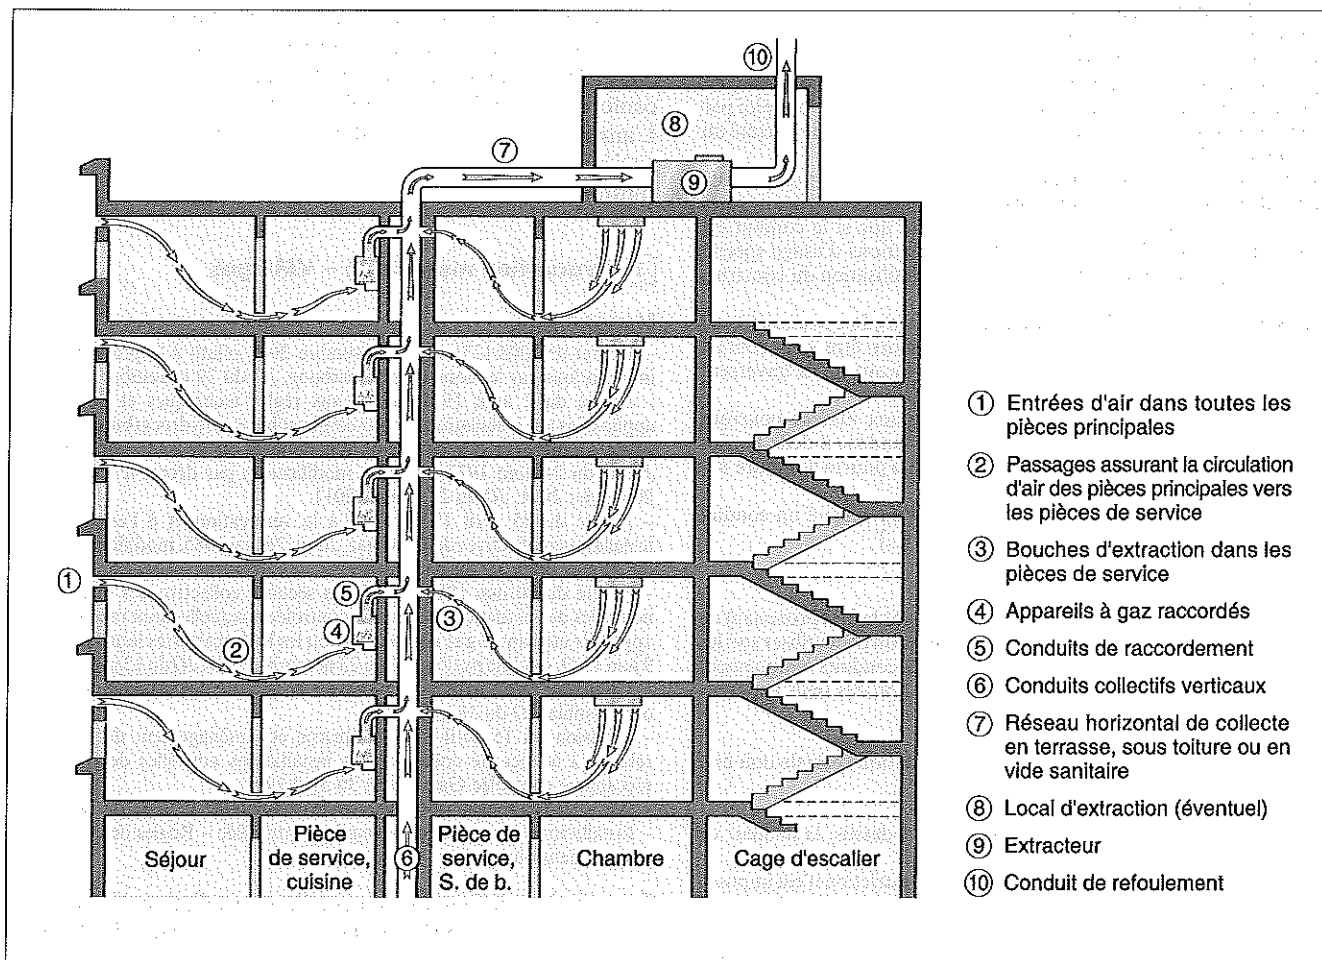 ⑩
⑧
⑦
⑨
①
⑤
④
③
②
⑥
Séjour
Pièce
de service,
cuisine
Pièce de
service,
S. de b.
Chambre
Cage d'escalier
① Entrées d'air dans toutes les
pièces principales
② Passages assurant la circulation
d'air des pièces principales vers
les pièces de service
③ Bouches d'extraction dans les
pièces de service
④ Appareils à gaz raccordés
⑤ Conduits de raccordement
⑥ Conduits collectifs verticaux
⑦ Réseau horizontal de collecte
en terrasse, sous toiture ou en
vide sanitaire
⑧ Local d'extraction (éventuel)
⑨ Extracteur
⑩ Conduit de refoulement